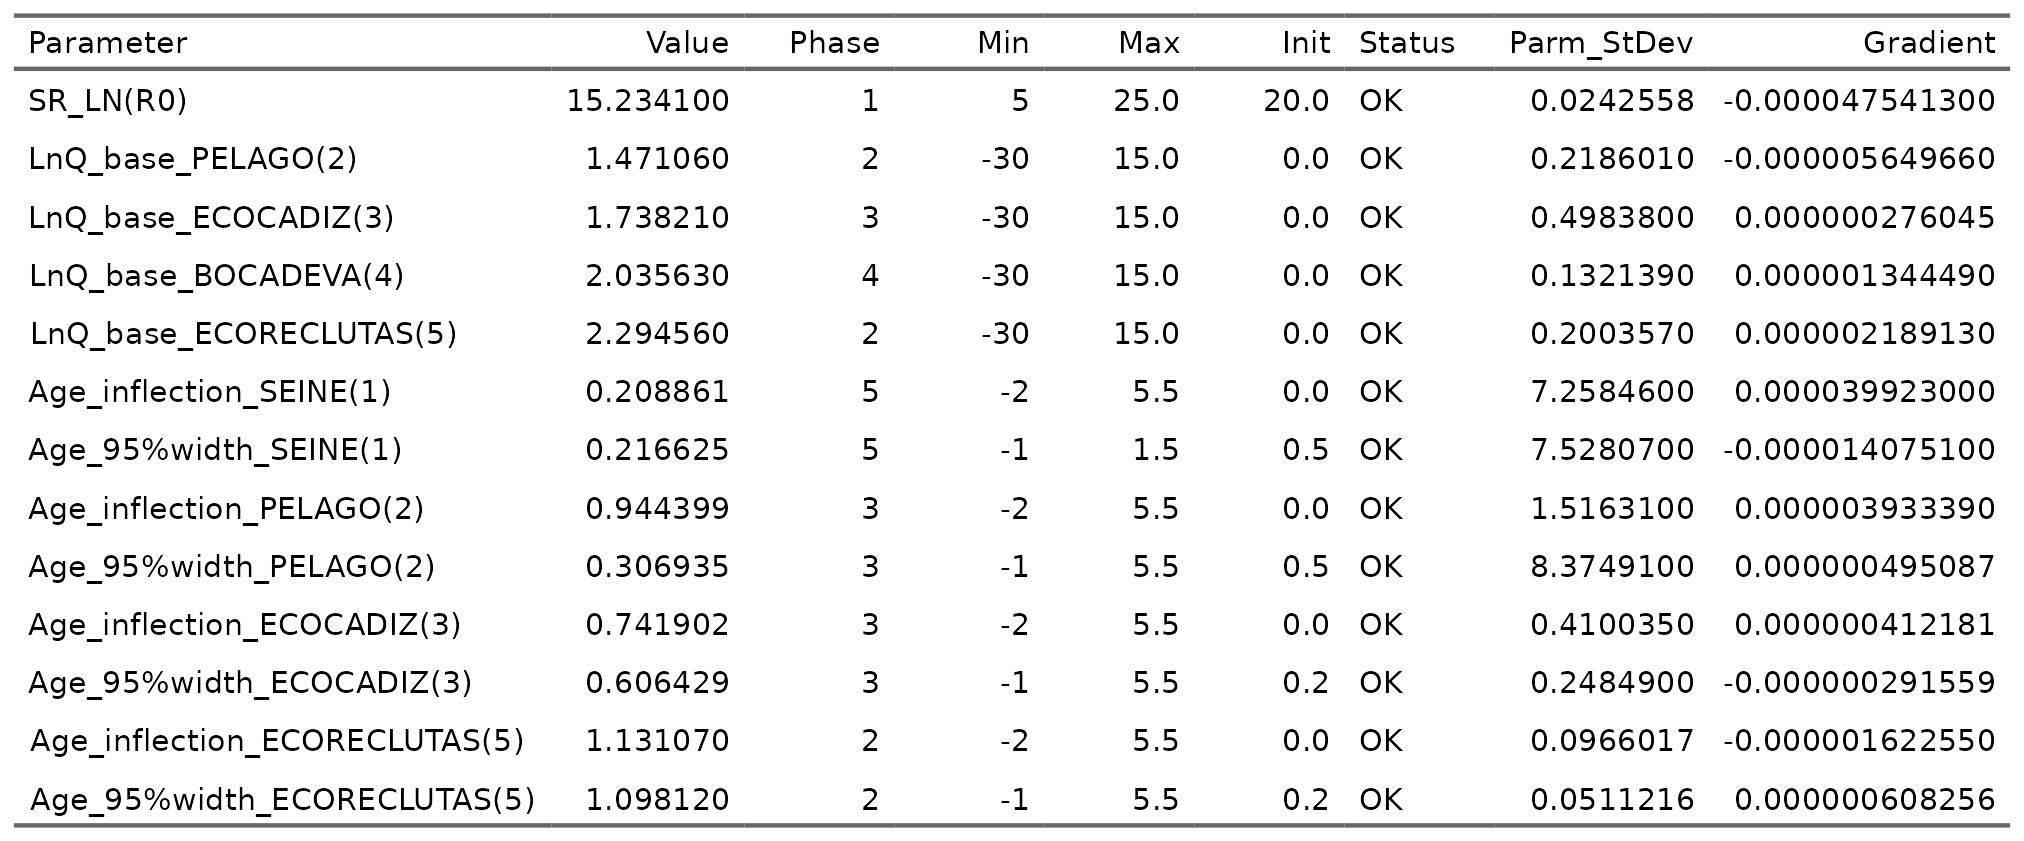 Parameter Value Phase Min Max Init Status Parm_StDev Gradient
SR_LN(R0) 15.234100 1 5 25.0 20.0 OK 0.0242558 -0.000047541300
LnQ_base_PELAGO(2) 1.471060 2 -30 15.0 0.0 OK 0.2186010 -0.000005649660
LnQ_base_ECOCADIZ(3) 1.738210 3 -30 15.0 0.0 OK 0.4983800 0.000000276045
LnQ_base_BOCADEVA(4) 2.035630 4 -30 15.0 0.0 OK 0.1321390 0.000001344490
LnQ_base_ECORECLUTAS(5) 2.294560 2 -30 15.0 0.0 OK 0.2003570 0.000002189130
Age_inflection_SEINE(1) 0.208861 5 -2 5.5 0.0 OK 7.2584600 0.000039923000
Age_95%width_SEINE(1) 0.216625 5 -1 1.5 0.5 OK 7.5280700 -0.000014075100
Age_inflection_PELAGO(2) 0.944399 3 -2 5.5 0.0 OK 1.5163100 0.000003933390
Age_95%width_PELAGO(2) 0.306935 3 -1 5.5 0.5 OK 8.3749100 0.000000495087
Age_inflection_ECOCADIZ(3) 0.741902 3 -2 5.5 0.0 OK 0.4100350 0.000000412181
Age_95%width_ECOCADIZ(3) 0.606429 3 -1 5.5 0.2 OK 0.2484900 -0.000000291559
Age_inflection_ECORECLUTAS(5) 1.131070 2 -2 5.5 0.0 OK 0.0966017 -0.000001622550
Age_95%width_ECORECLUTAS(5) 1.098120 2 -1 5.5 0.2 OK 0.0511216 0.000000608256